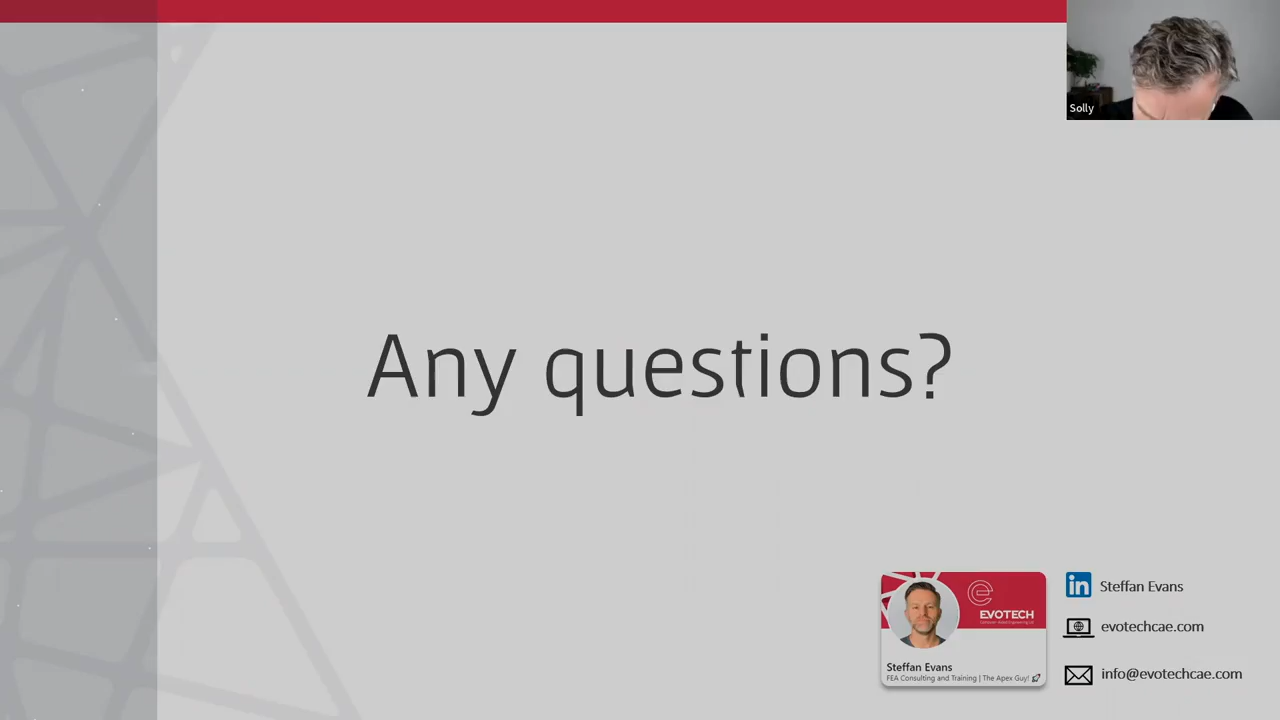 Solly
Any questions?
EVOTECH
Steffan Evans
FEA Consulting and Training | The Apex Guy!
in Steffan Evans
evotechcae.com
info@evotechcae.com